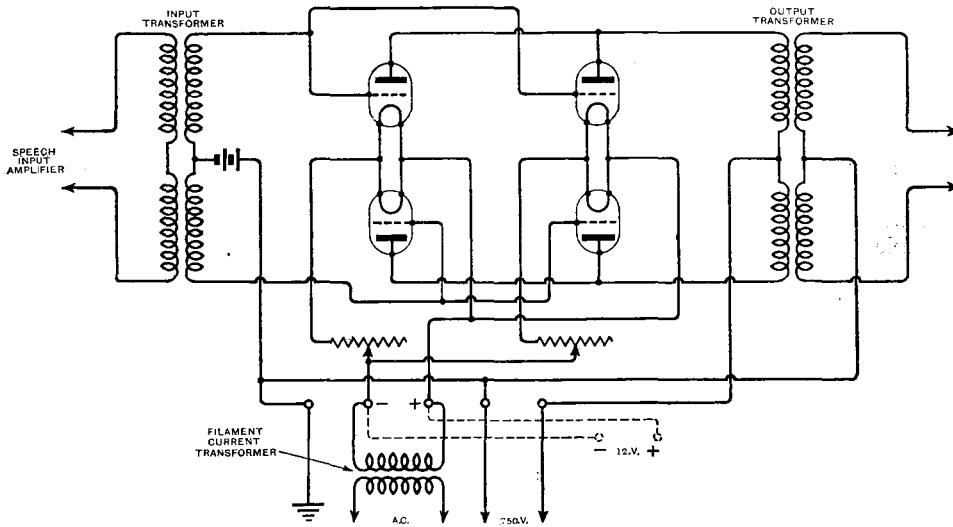 INPUT
TRANSFORMER
OUTPUT
TRANSFORMER
SPEECH
INPUT
AMPLIFIER
- +
FILAMENT
CURRENT
TRANSFORMER
- 12.V. +
A.C.
750.V.